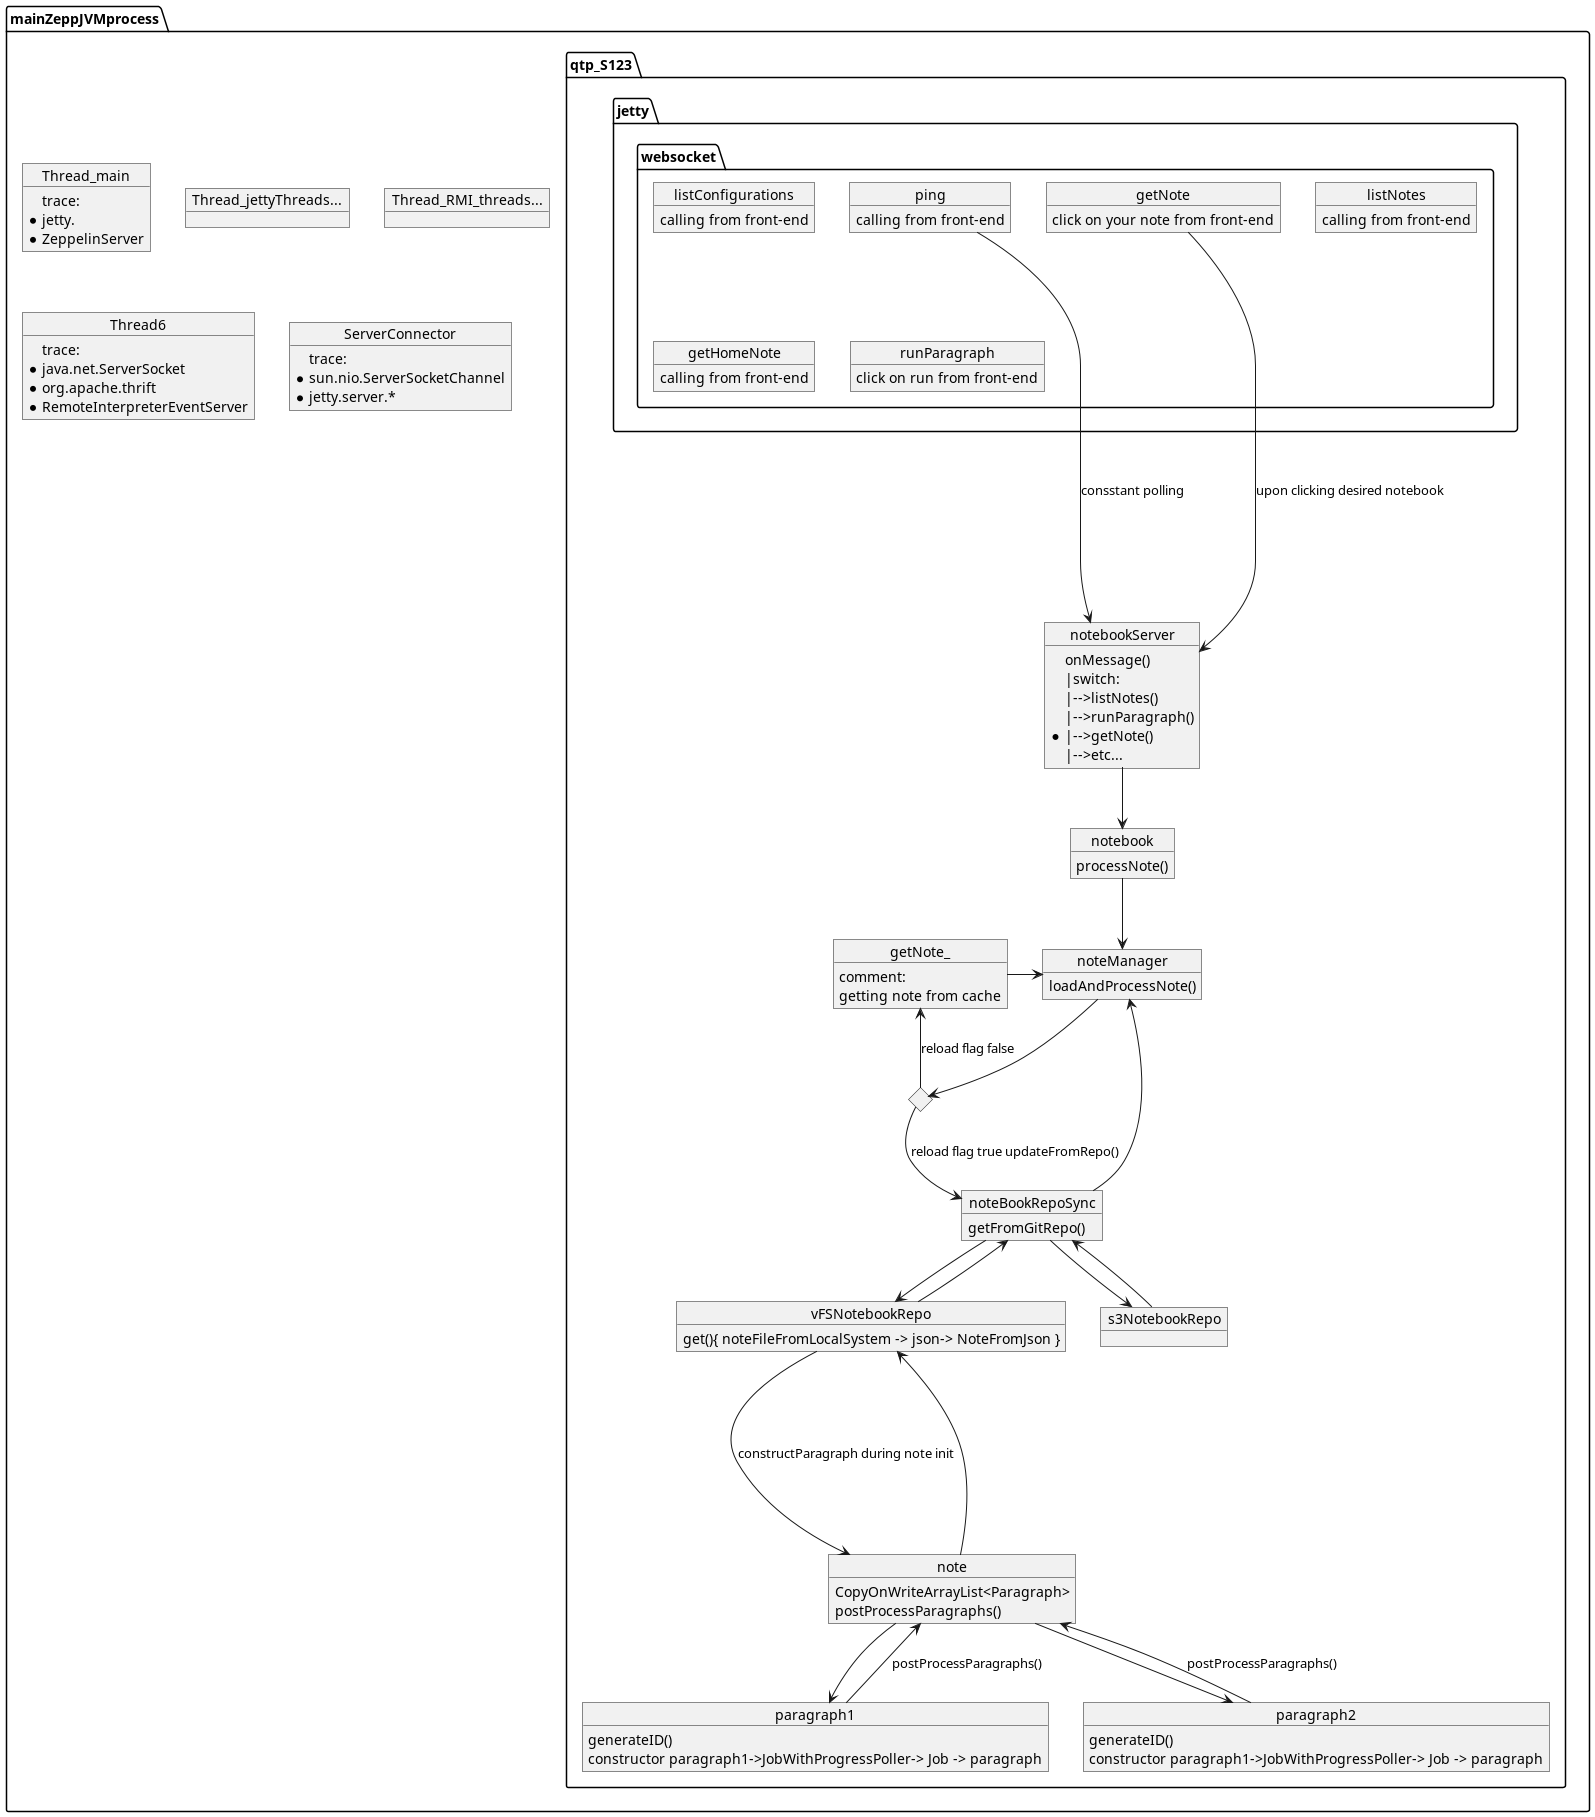 mainZeppJVMprocess
qtp_S123
jetty
websocket
Thread_main
trace:
jetty.
ZeppelinServer
Thread_jettyThreads...
Thread_RMI_threads...
listConfigurations
calling from front-end
ping
calling from front-end
getNote
click on your note from front-end
listNotes
calling from front-end
Thread6
trace:
java.net.ServerSocket
org.apache.thrift
RemoteInterpreterEventServer
ServerConnector
trace:
sun.nio.ServerSocketChannel
jetty.server.*
getHomeNote
calling from front-end
runParagraph
click on run from front-end
consstant polling
upon clicking desired notebook
notebookServer
onMessage()
|switch:
|-->listNotes()
|-->runParagraph()
|-->getNote()
|-->etc...
notebook
processNote()
getNote_
comment:
getting note from cache
noteManager
loadAndProcessNote()
reload flag false
reload flag true updateFromRepo()
noteBookRepoSync
getFromGitRepo()
vFSNotebookRepo
get(){ noteFileFromLocalSystem -> json-> NoteFromJson }
s3NotebookRepo
constructParagraph during note init
note
CopyOnWriteArrayList<Paragraph>
postProcessParagraphs()
postProcessParagraphs()
postProcessParagraphs()
paragraph1
generateID()
constructor paragraph1->JobWithProgressPoller-> Job -> paragraph
paragraph2
generateID()
constructor paragraph1->JobWithProgressPoller-> Job -> paragraph